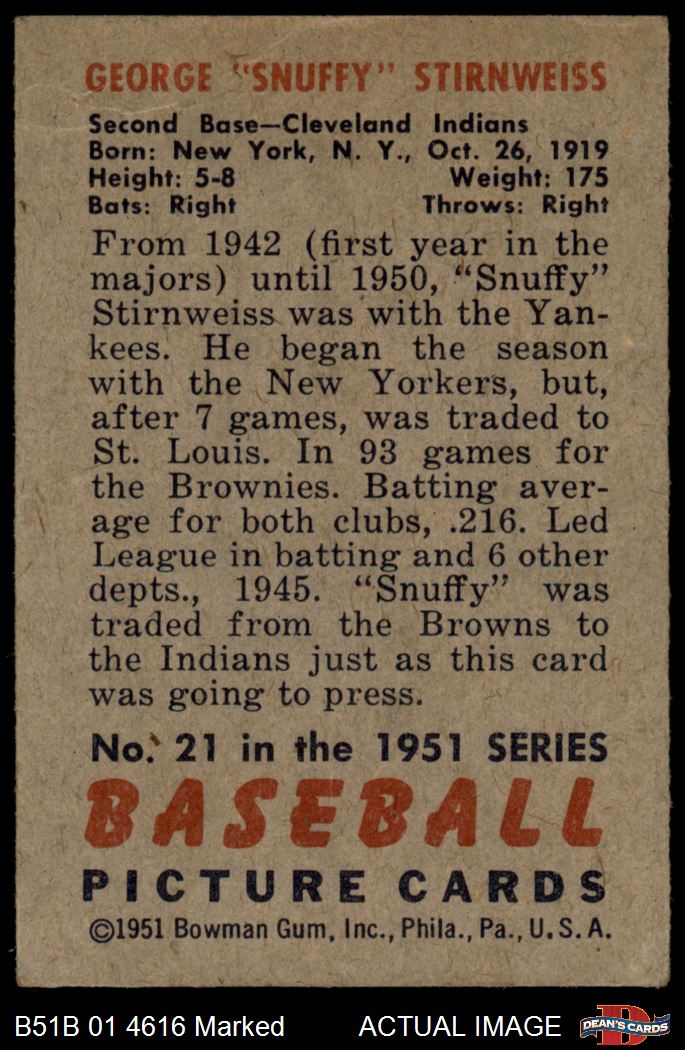 GEORGE "SNUFFY" STIRNWEISS
Second Base—Cleveland Indians
Born: New York, N. Y., Oct. 26, 1919
Height: 5-8 Weight: 175
Bats: Right Throws: Right
From 1942 (first year in the
majors) until 1950, "Snuffy"
Stirnweiss was with the Yan-
kees. He began the season
with the New Yorkers, but,
after 7 games, was traded to
St. Louis. In 93 games for
the Brownies. Batting aver-
age for both clubs, .216. Led
League in batting and 6 other
depts., 1945. "Snuffy" was
traded from the Browns to
the Indians just as this card
was going to press.
No. 21 in the 1951 SERIES
BASEBALL
PICTURE CARDS
©1951 Bowman Gum, Inc., Phila., Pa., U. S. A.
B51B 01 4616 Marked ACTUAL IMAGE DEAN'S CARDS